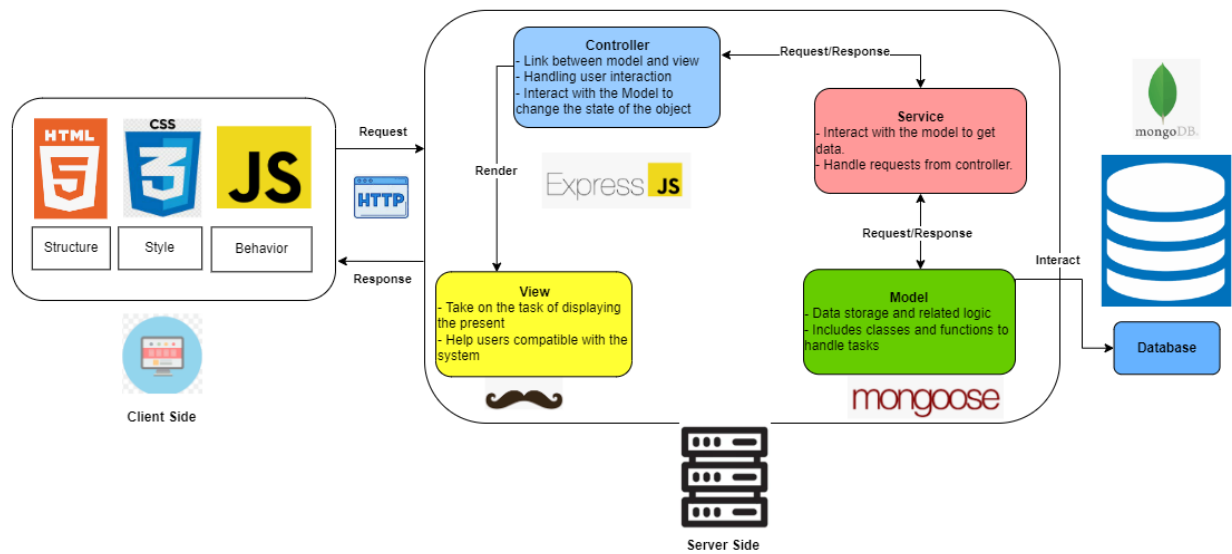 HTML
5
Structure
CSS
3
Style
JS
Behavior
Client Side
Request
HTTP
Response
Controller
- Link between model and view
- Handling user interaction
- Interact with the Model to
change the state of the object
Request/Response
Render
Express JS
Service
- Interact with the model to get
data.
- Handle requests from controller.
Request/Response
View
- Take on the task of displaying
the present
- Help users compatible with the
system
Model
- Data storage and related logic
- Includes classes and functions to
handle tasks
mongoose
Interact
mongoDB.
Database
Server Side